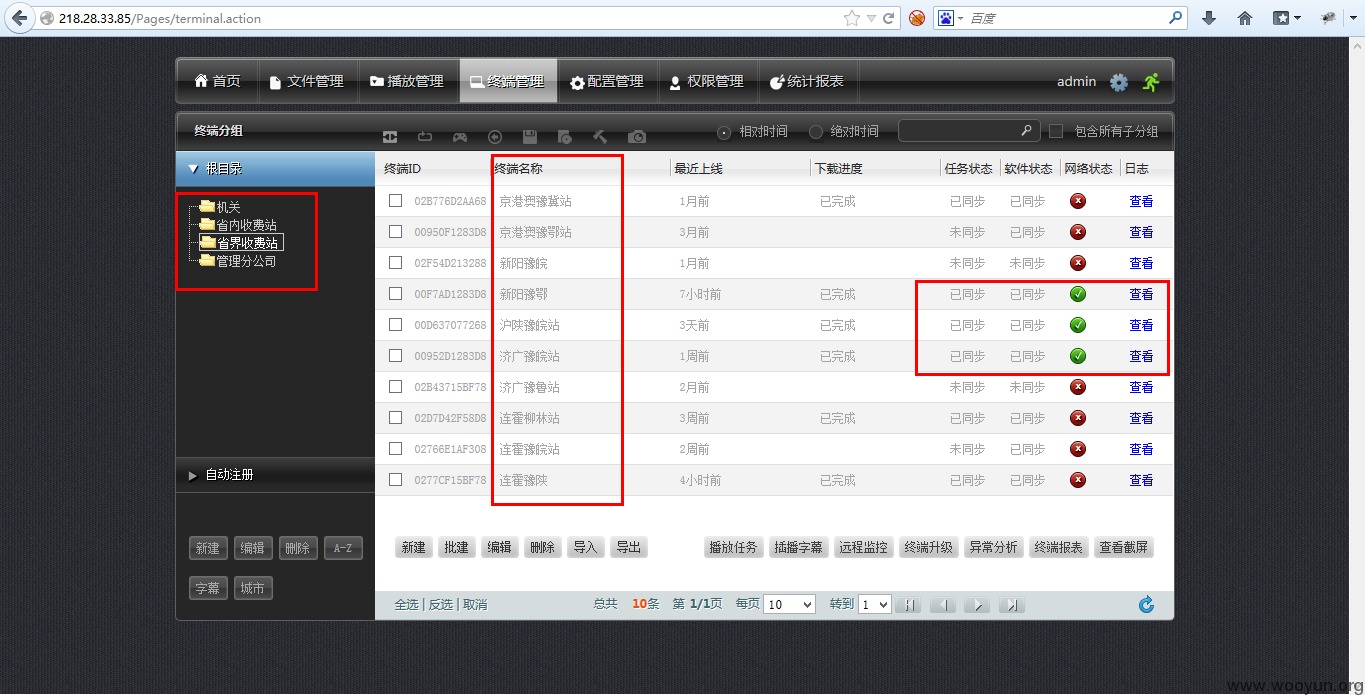 218.28.33.85/Pages/terminal.action
百度
首页 文件管理 播放管理 终端管理 配置管理 权限管理 统计报表 admin
终端分组 相对时间 绝对时间 包含所有子分组
根目录
机关
省内收费站
省界收费站
管理分公司
自动注册
新建 编辑 删除 A-Z
字幕 城市
终端ID 终端名称 最近上线 下载进度 任务状态 软件状态 网络状态 日志
02B776D2AA68 京港澳豫冀站 1月前 已完成 已同步 已同步 查看
00950F1283D8 京港澳豫鄂站 3月前 未同步 已同步 查看
02F54D213288 新阳豫皖 1月前 未同步 未同步 查看
00F7AD1283D8 新阳豫鄂 7小时前 已完成 已同步 已同步 查看
00D637077268 沪陕豫皖站 3天前 已完成 已同步 已同步 查看
00952D1283D8 济广豫皖站 1周前 已完成 已同步 已同步 查看
02B43715BF78 济广豫鲁站 2月前 未同步 未同步 查看
02D7D42F58D8 连霍柳林站 3周前 已完成 已同步 已同步 查看
02766E1AF308 连霍豫皖站 2周前 未同步 已同步 查看
0277CF15BF78 连霍豫陕 4小时前 已完成 已同步 已同步 查看
新建 批建 编辑 删除 导入 导出 播放任务 插播字幕 远程监控 终端升级 异常分析 终端报表 查看截屏
全选 | 反选 | 取消 总共 10条 第 1/1页 每页 10 转到 1
www.wooyun.org